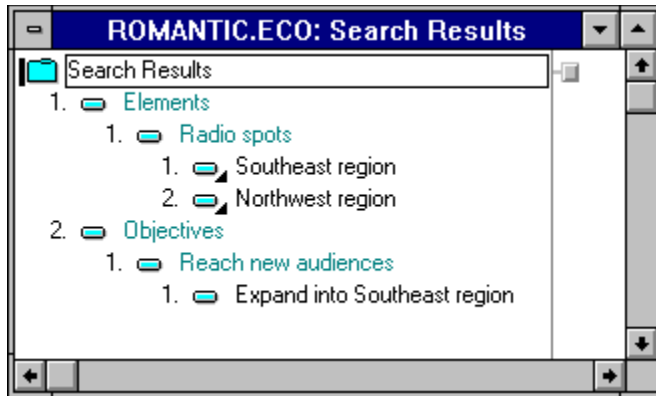 ROMANTIC.ECO: Search Results
Search Results
1. Elements
1. Radio spots
1. Southeast region
2. Northwest region
2. Objectives
1. Reach new audiences
1. Expand into Southeast region